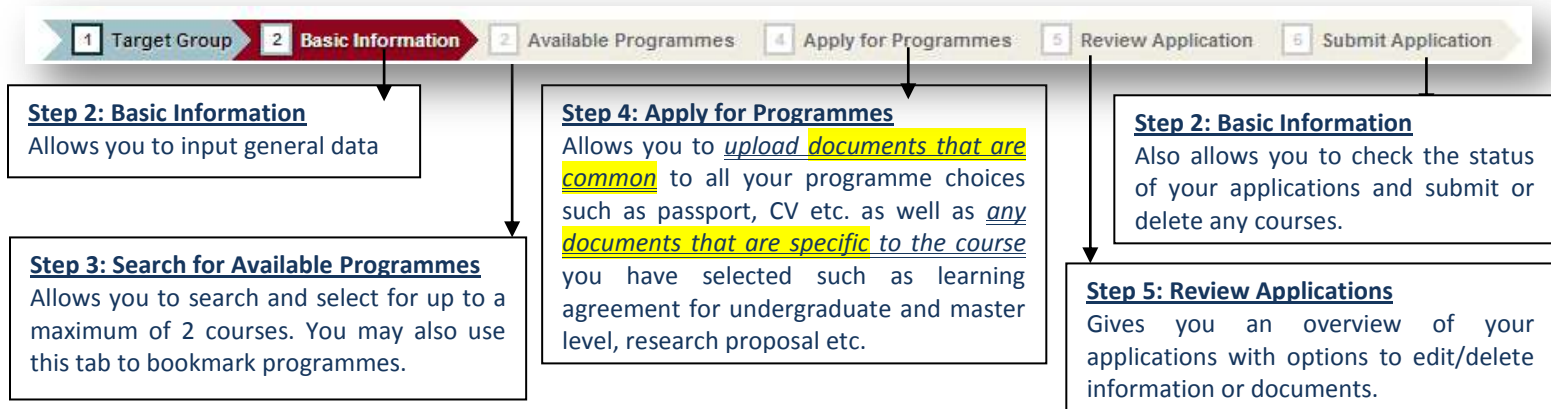 1 Target Group 2 Basic Information 2 Available Programmes 4 Apply for Programmes 5 Review Application 6 Submit Application
Step 2: Basic Information
Allows you to input general data
Step 3: Search for Available Programmes
Allows you to search and select for up to a
maximum of 2 courses. You may also use
this tab to bookmark programmes.
Step 4: Apply for Programmes
Allows you to upload documents that are
common to all your programme choices
such as passport, CV etc. as well as any
documents that are specific to the course
you have selected such as learning
agreement for undergraduate and master
level, research proposal etc.
Step 2: Basic Information
Also allows you to check the status
of your applications and submit or
delete any courses.
Step 5: Review Applications
Gives you an overview of your
applications with options to edit/delete
information or documents.